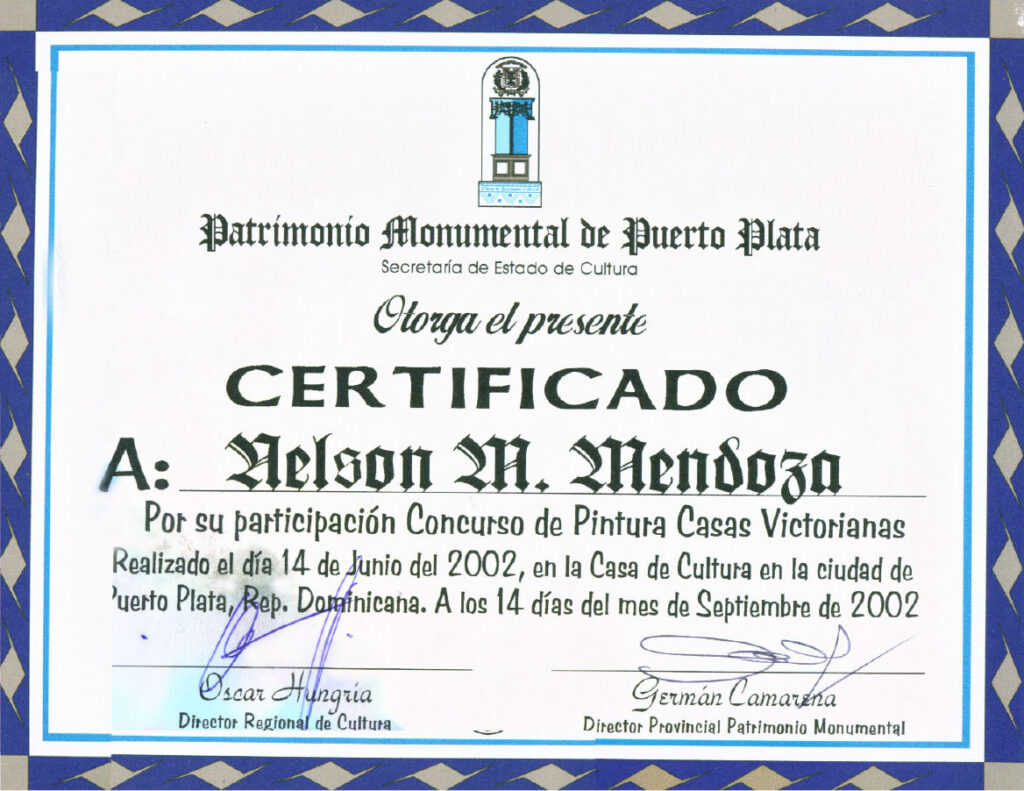 Patrimonio Monumental de Puerto Plata
Secretaría de Estado de Cultura
Otorga el presente
CERTIFICADO
A: Nelson M. Mendoza
Por su participación Concurso de Pintura Casas Victorianas
Realizado el día 14 de Junio del 2002, en la Casa de Cultura en la ciudad de
Puerto Plata, Rep. Dominicana. A los 14 días del mes de Septiembre de 2002
Oscar Hungría
Director Regional de Cultura
Germán Camarena
Director Provincial Patrimonio Monumental